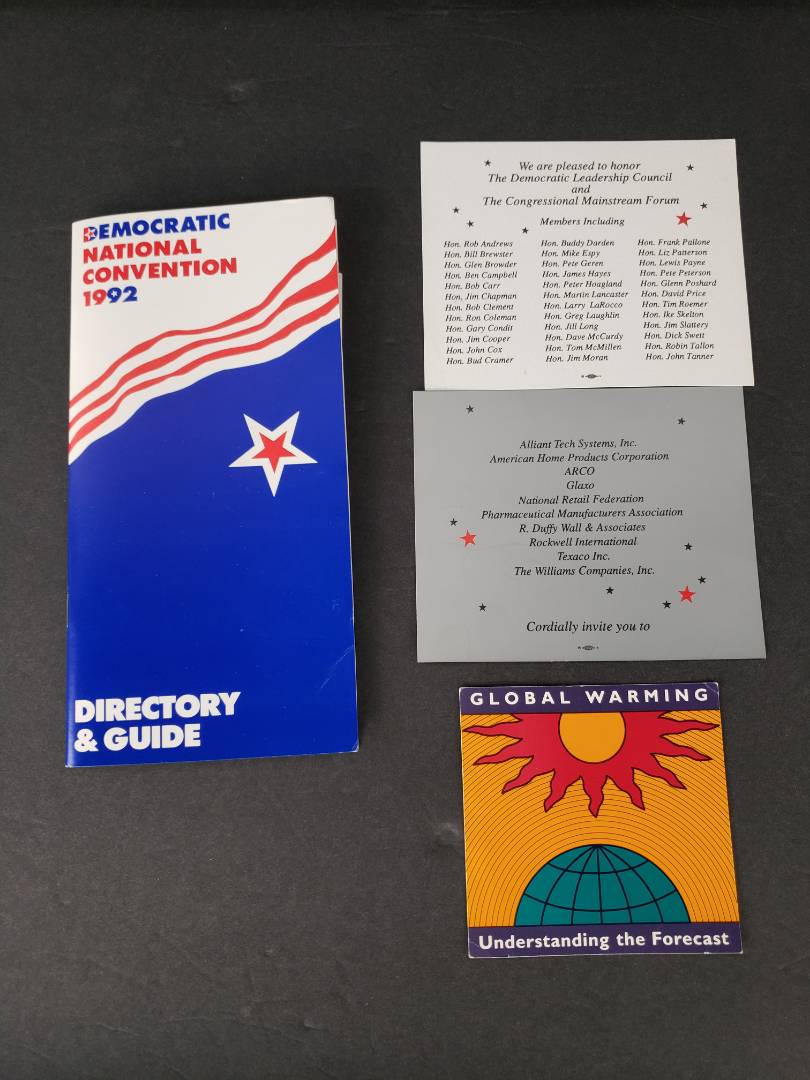 DEMOCRATIC
NATIONAL
CONVENTION
1992
DIRECTORY
& GUIDE
We are pleased to honor
The Democratic Leadership Council
and
The Congressional Mainstream Forum
Members Including
Hon. Rob Andrews
Hon. Bill Brewster
Hon. Glen Browder
Hon. Ben Campbell
Hon. Bob Carr
Hon. Jim Chapman
Hon. Bob Clement
Hon. Ron Coleman
Hon. Gary Condit
Hon. Jim Cooper
Hon. John Cox
Hon. Bud Cramer
Hon. Buddy Darden
Hon. Mike Espy
Hon. Pete Geren
Hon. James Hayes
Hon. Peter Hoagland
Hon. Martin Lancaster
Hon. Larry LaRocco
Hon. Greg Laughlin
Hon. Jill Long
Hon. Dave McCurdy
Hon. Tom McMillen
Hon. Jim Moran
Hon. Frank Pallone
Hon. Liz Patterson
Hon. Lewis Payne
Hon. Pete Peterson
Hon. Glenn Poshard
Hon. David Price
Hon. Tim Roemer
Hon. Ike Skelton
Hon. Jim Slattery
Hon. Dick Swett
Hon. Robin Tallon
Hon. John Tanner
Alliant Tech Systems, Inc.
American Home Products Corporation
ARCO
Glaxo
National Retail Federation
Pharmaceutical Manufacturers Association
R. Duffy Wall & Associates
Rockwell International
Texaco Inc.
The Williams Companies, Inc.
Cordially invite you to
GLOBAL WARMING
Understanding the Forecast